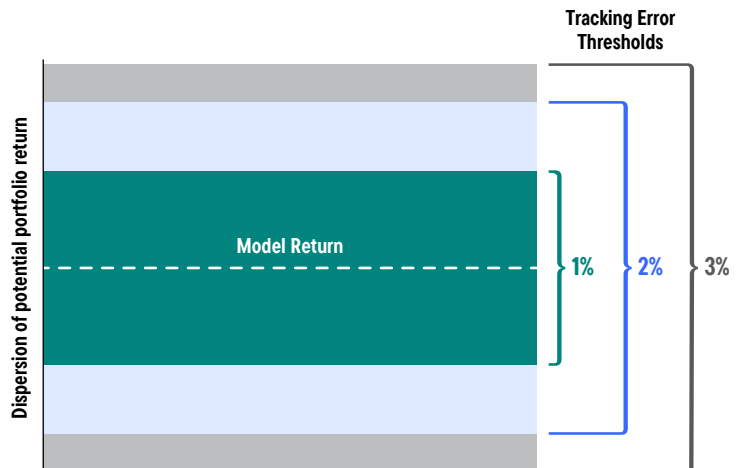 Tracking Error
Thresholds
Dispersion of potential portfolio return
Model Return
1%
2%
3%